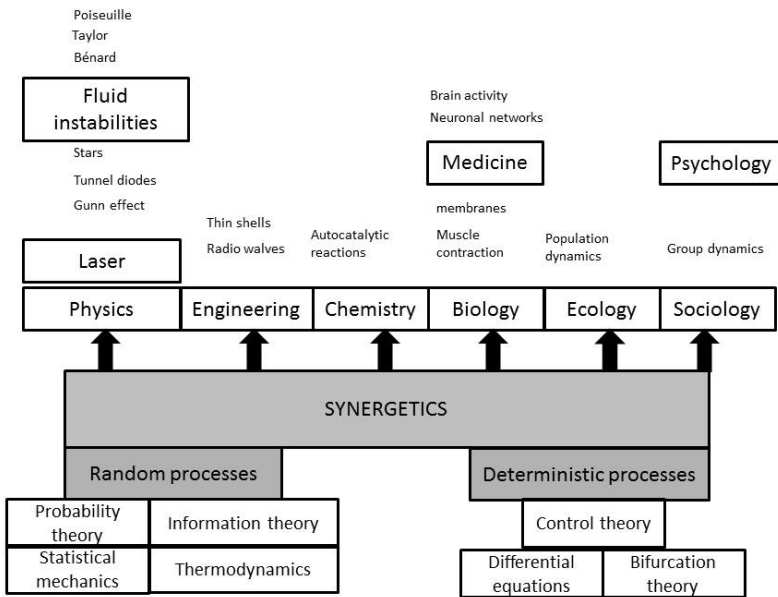 Poiseuille
Taylor
Bénard
Fluid
instabilities
Stars
Tunnel diodes
Gunn effect
Laser
Thin shells
Radio walves
Autocatalytic
reactions
Brain activity
Neuronal networks
Medicine
membranes
Muscle
contraction
Population
dynamics
Psychology
Group dynamics
Physics
Engineering
Chemistry
Biology
Ecology
Sociology
SYNERGETICS
Random processes
Deterministic processes
Probability
theory
Information theory
Statistical
mechanics
Thermodynamics
Control theory
Differential
equations
Bifurcation
theory